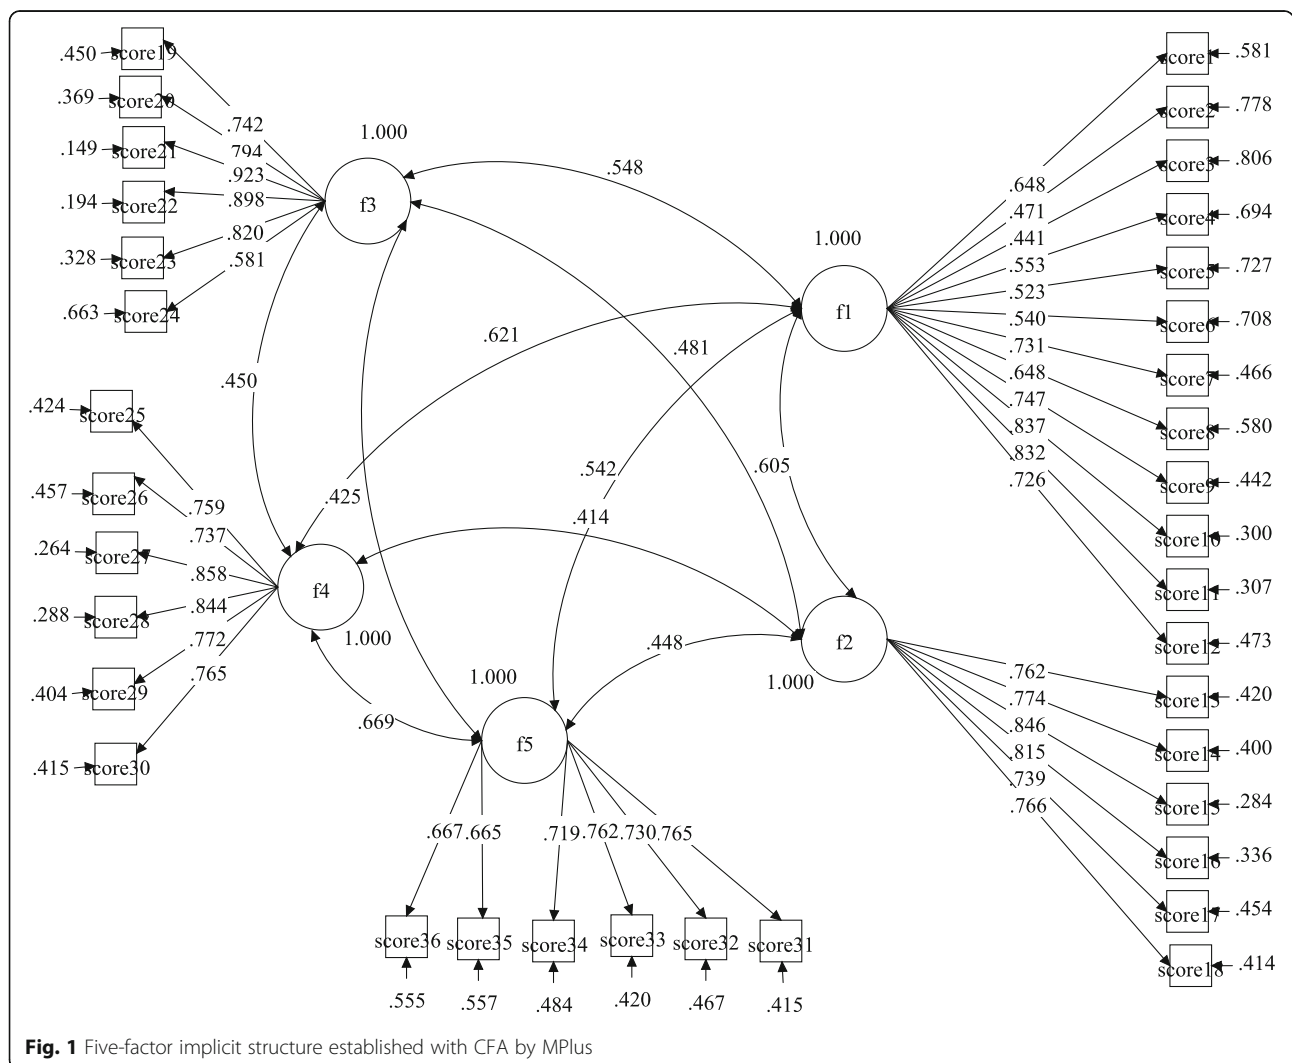 .450 score19
.369 score20
.149 score21
.194 score22
.328 score23
.663 score24
.742
794
.923
.898
.820
.581
1.000
f3
.548
.481
.450
.425
.621
1.000
f1
.542
.605
.648
.471
.441
.553
.523
.540
.731
.648
.747
.837
.832
.726
score1 .581
score2 .778
score3 .806
score4 .694
score5 .727
score6 .708
score7 .466
score8 .580
score9 .442
score10 .300
score11 .307
score12 .473
.424 score25
.457 score26
.264 score27
.288 score28
.404 score29
.415 score30
.759
.737
.858
.844
.772
.765
f4
1.000
.414
.669
.448
f2
1.000
.762
.774
.846
.815
.739
.766
score13 .420
score14 .400
score15 .284
score16 .336
score17 .454
score18 .414
1.000
f5
.667 .665 .719 .762 .730 .765
score36 score35 score34 score33 score32 score31
.555 .557 .484 .420 .467 .415
Fig. 1 Five-factor implicit structure established with CFA by MPlus